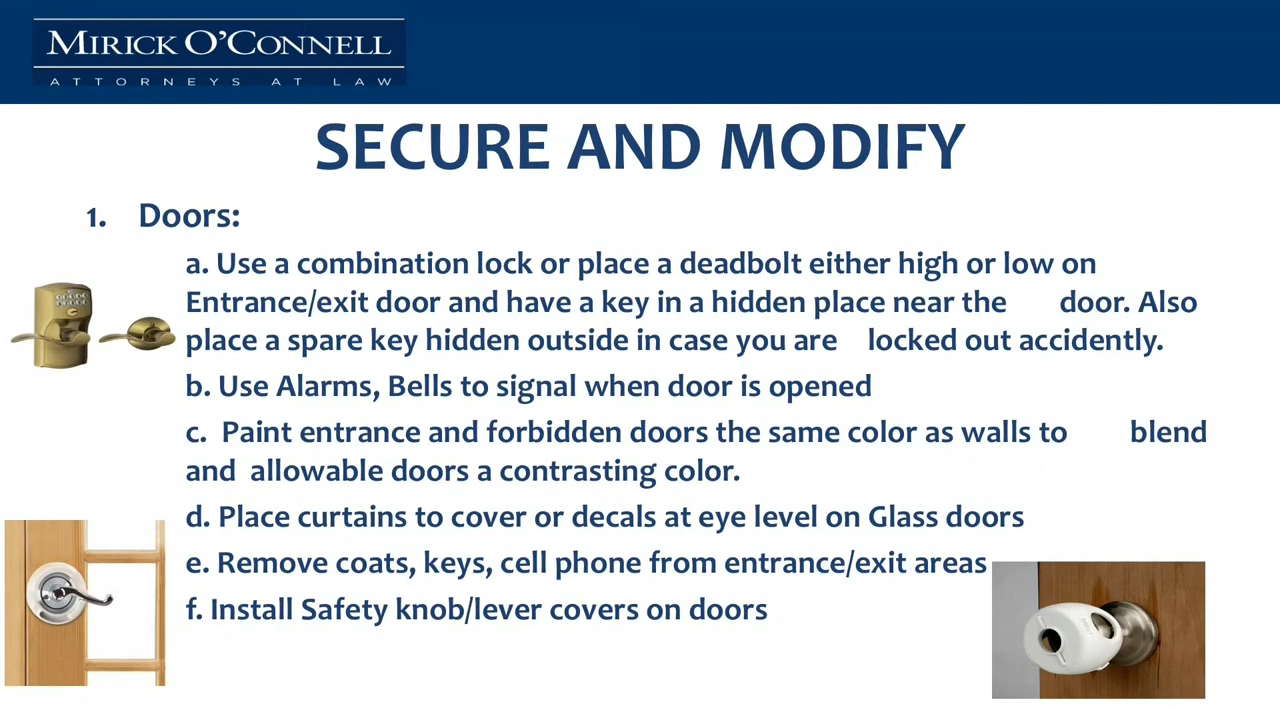 MIRICK O'CONNELL
ATTORNEYS AT LAW
SECURE AND MODIFY
1. Doors:
a. Use a combination lock or place a deadbolt either high or low on
Entrance/exit door and have a key in a hidden place near the door. Also
place a spare key hidden outside in case you are locked out accidently.
b. Use Alarms, Bells to signal when door is opened
c. Paint entrance and forbidden doors the same color as walls to blend
and allowable doors a contrasting color.
d. Place curtains to cover or decals at eye level on Glass doors
e. Remove coats, keys, cell phone from entrance/exit areas
f. Install Safety knob/lever covers on doors